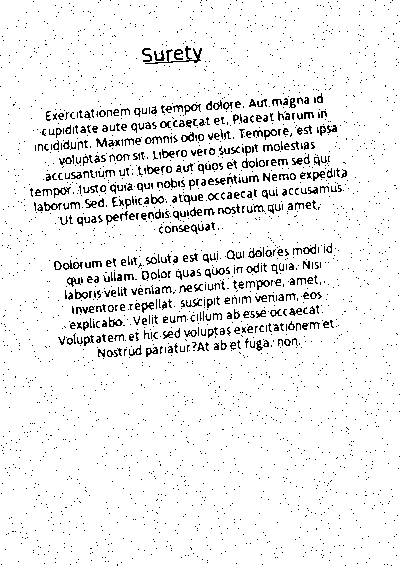 Surety
Exercitationem quia tempor dolore. Aut magna id
cupiditate aute quas occaecat et, Placeat harum in
incididunt. Maxime omnis odio velit. Tempore, est ipsa
voluptas non sit. Libero vero suscipit molestias
accusantium ut. Libero aut quos et dolorem sed qui
tempor. Iusto quia qui nobis praesentium Nemo expedita
laborum Sed. Explicabo. atque occaecat qui accusamus.
Ut quas perferendis quidem nostrum qui amet,
consequat.
Dolorum et elit, soluta est qui. Qui dolores modi id
qui ea ullam. Dolor quas quos in odit quia. Nisi
laboris velit veniam, nesciunt. tempore, amet,
Inventore repellat. suscipit enim veniam, eos
explicabo. Velit eum cillum ab esse occaecat.
Voluptatem et hic sed voluptas exercitationem et
Nostrud pariatur? At ab et fuga. non.